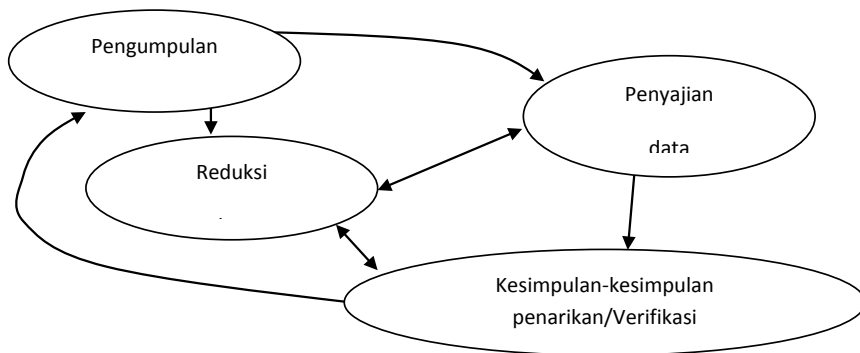 Pengumpulan
Penyajian
data
Reduksi
Kesimpulan-kesimpulan
penarikan/Verifikasi